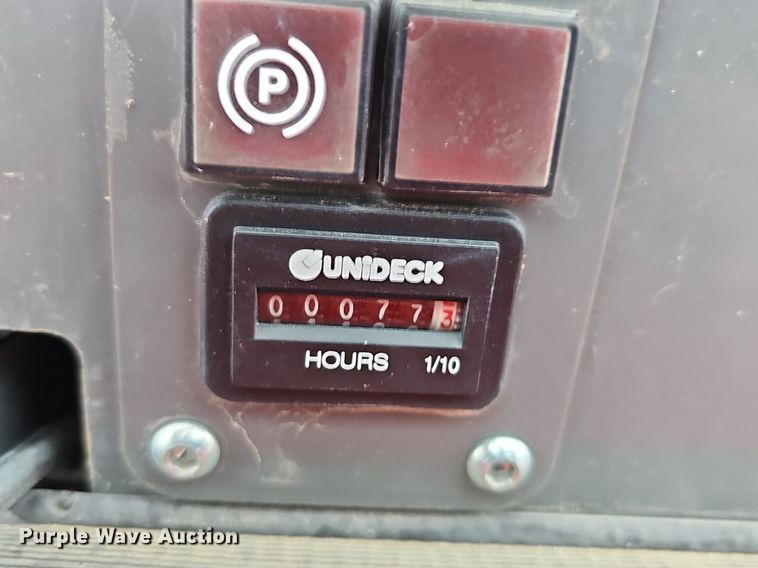 P
UNIDECK
0 0 0 7 7 3
HOURS 1/10
Purple Wave Auction